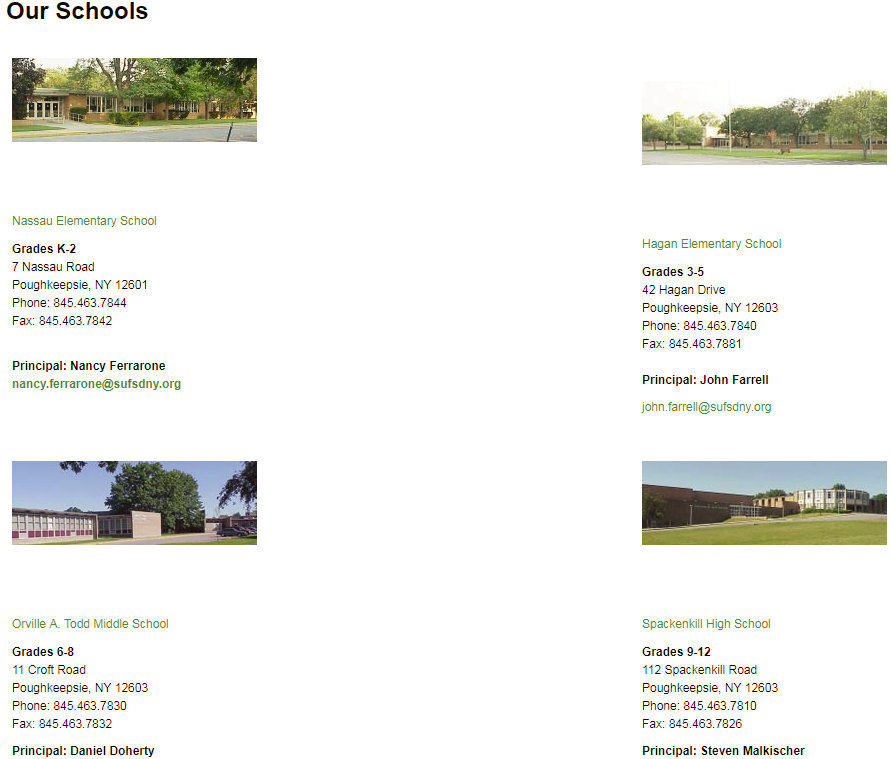 Our Schools
Nassau Elementary School
Grades K-2
7 Nassau Road
Poughkeepsie, NY 12601
Phone: 845.463.7844
Fax: 845.463.7842
Principal: Nancy Ferrarone
nancy.ferrarone@sufsdny.org
Hagan Elementary School
Grades 3-5
42 Hagan Drive
Poughkeepsie, NY 12603
Phone: 845.463.7840
Fax: 845.463.7881
Principal: John Farrell
john.farrell@sufsdny.org
Orville A. Todd Middle School
Grades 6-8
11 Croft Road
Poughkeepsie, NY 12603
Phone: 845.463.7830
Fax: 845.463.7832
Principal: Daniel Doherty
Spackenkill High School
Grades 9-12
112 Spackenkill Road
Poughkeepsie, NY 12603
Phone: 845.463.7810
Fax: 845.463.7826
Principal: Steven Malkischer